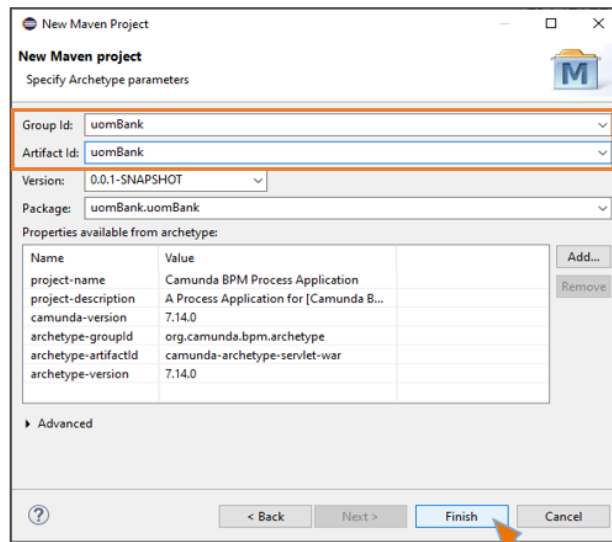 New Maven Project
New Maven project
Specify Archetype parameters
M
Group Id: uomBank
Artifact Id: uomBank
Version: 0.0.1-SNAPSHOT
Package: uomBank.uomBank
Properties available from archetype:
Name Value
project-name Camunda BPM Process Application
project-description A Process Application for [Camunda B...
camunda-version 7.14.0
archetype-groupId org.camunda.bpm.archetype
archetype-artifactId camunda-archetype-servlet-war
archetype-version 7.14.0
Add...
Remove
Advanced
? < Back Next > Finish Cancel